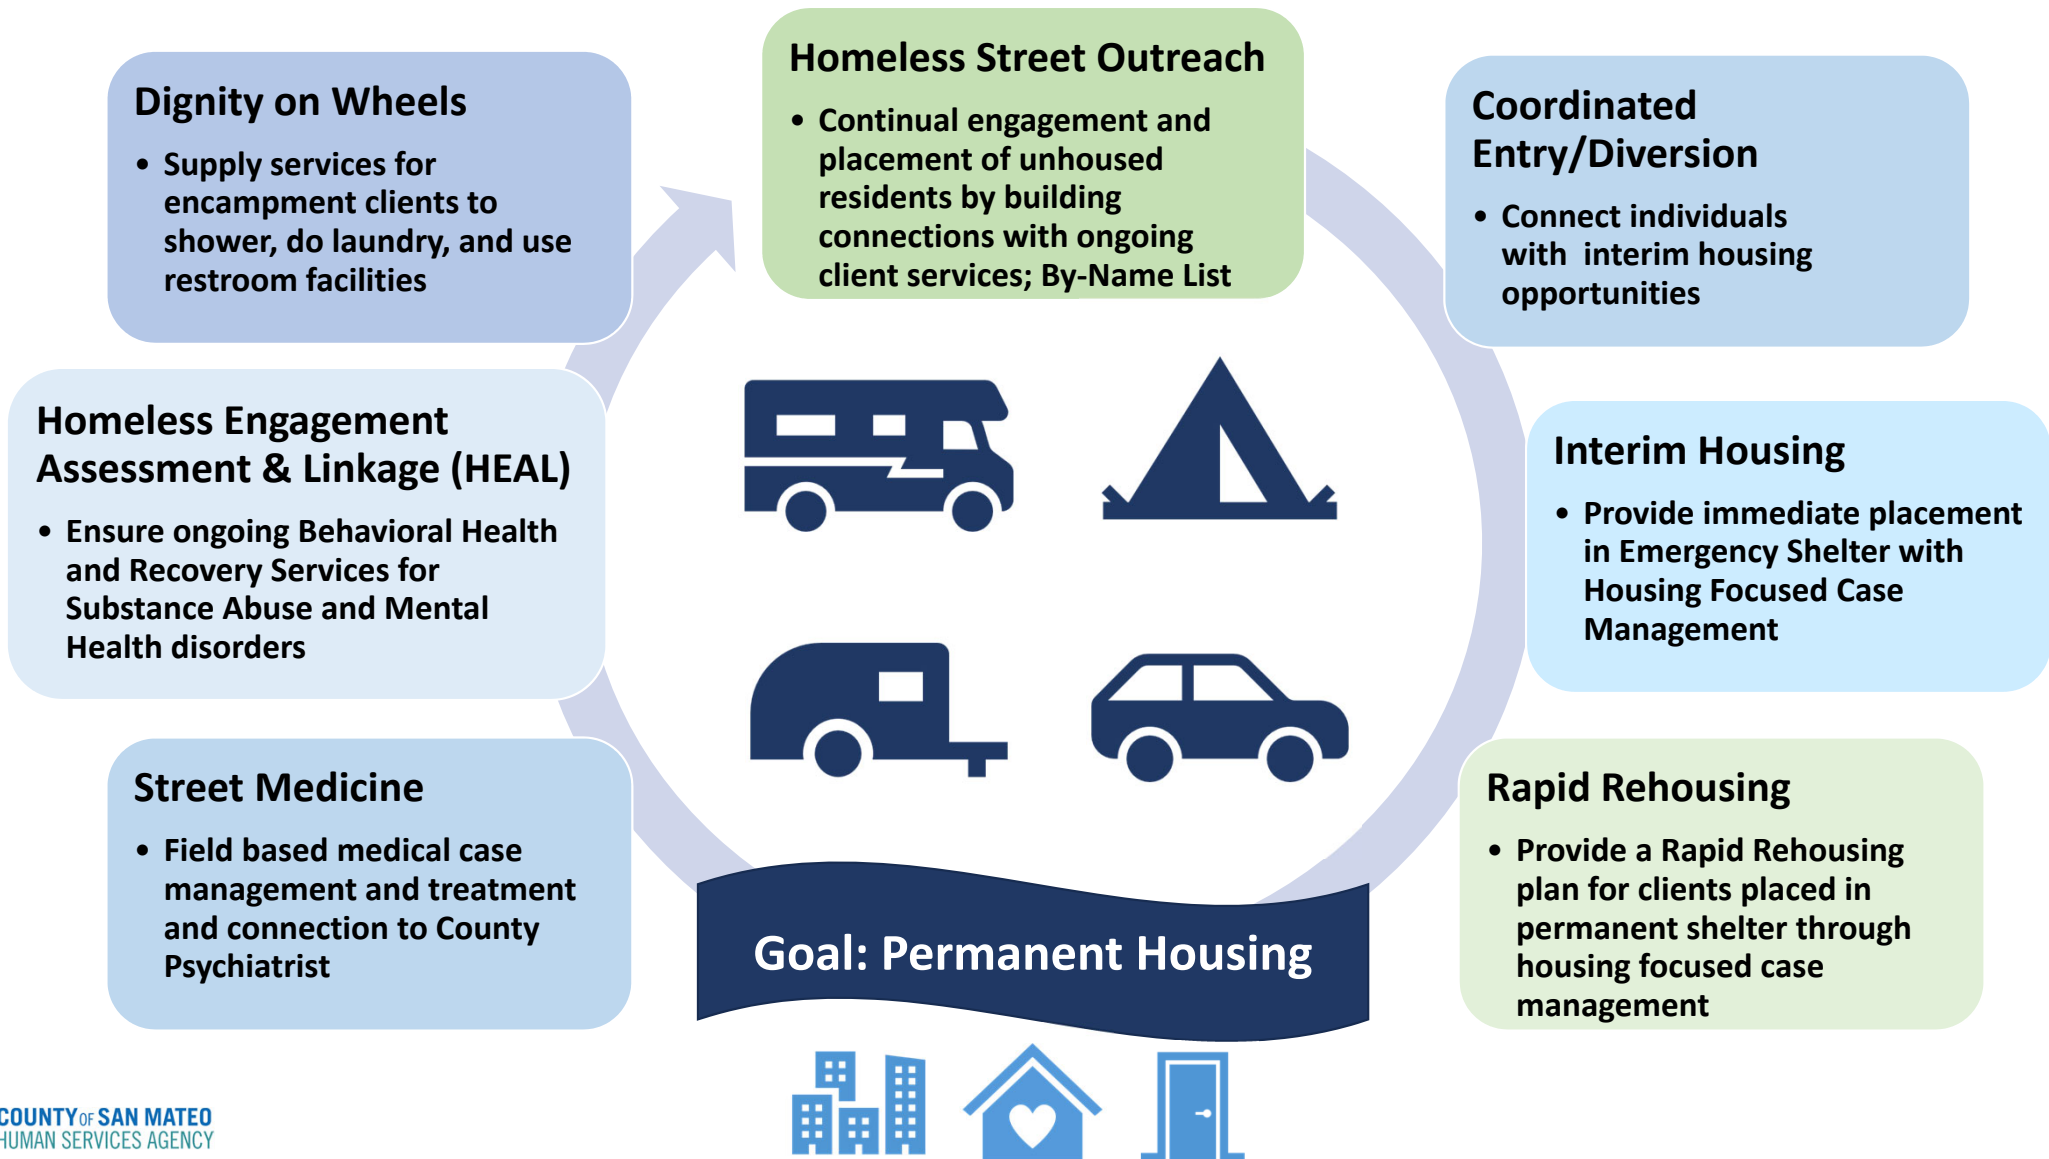 Homeless Street Outreach
• Continual engagement and
placement of unhoused
residents by building
connections with ongoing
client services; By-Name List
Coordinated
Entry/Diversion
• Connect individuals
with interim housing
opportunities
Interim Housing
• Provide immediate placement
in Emergency Shelter with
Housing Focused Case
Management
Rapid Rehousing
• Provide a Rapid Rehousing
plan for clients placed in
permanent shelter through
housing focused case
management
Goal: Permanent Housing
Street Medicine
• Field based medical case
management and treatment
and connection to County
Psychiatrist
Homeless Engagement
Assessment & Linkage (HEAL)
• Ensure ongoing Behavioral Health
and Recovery Services for
Substance Abuse and Mental
Health disorders
Dignity on Wheels
• Supply services for
encampment clients to
shower, do laundry, and use
restroom facilities
COUNTY OF SAN MATEO
HUMAN SERVICES AGENCY